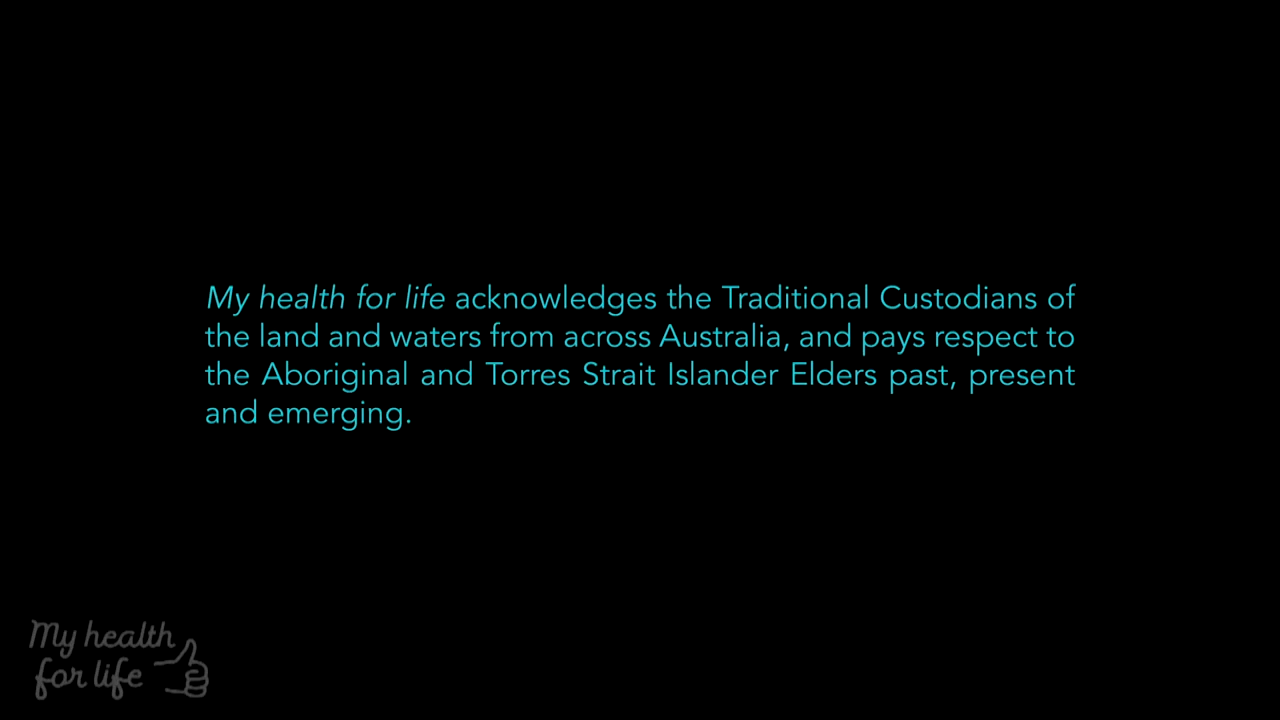 My health for life acknowledges the Traditional Custodians of
the land and waters from across Australia, and pays respect to
the Aboriginal and Torres Strait Islander Elders past, present
and emerging.
My health
for life